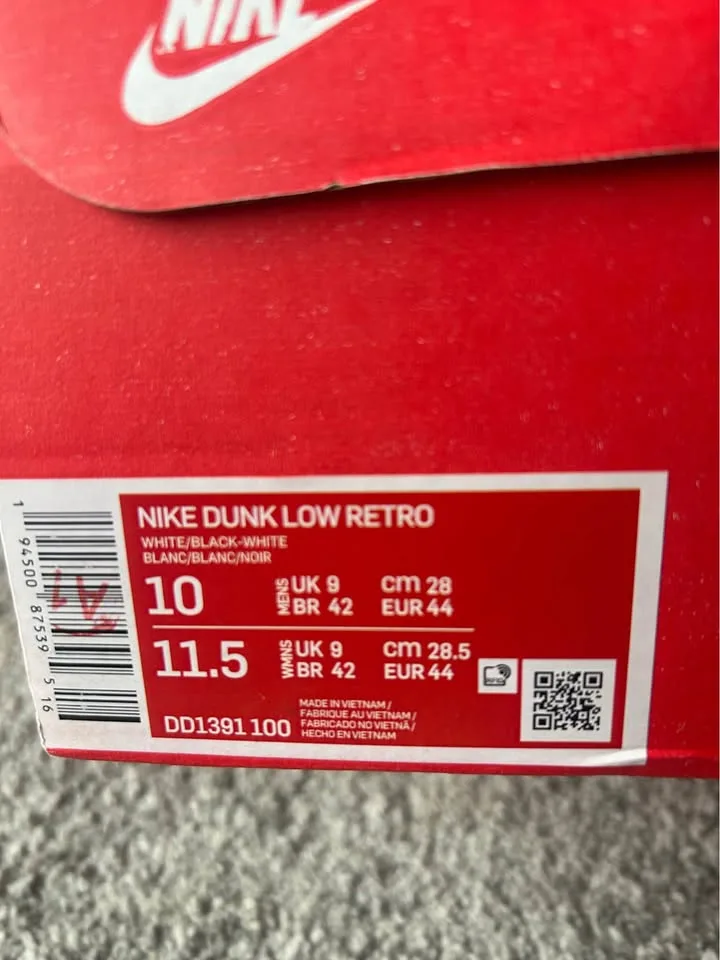 NIKE
NIKE DUNK LOW RETRO
WHITE/BLACK-WHITE
BLANC/BLANC/NOIR
10 MENS UK 9 cm 28
BR 42 EUR 44
11.5 WMNS UK 9 cm 28.5
BR 42 EUR 44
DD1391 100
MADE IN VIETNAM /
FABRIQUE AU VIETNAM /
FABRICADO NO VIETNÃ /
HECHO EN VIETNAM
RFID
1 94500 87539 5 16
A1